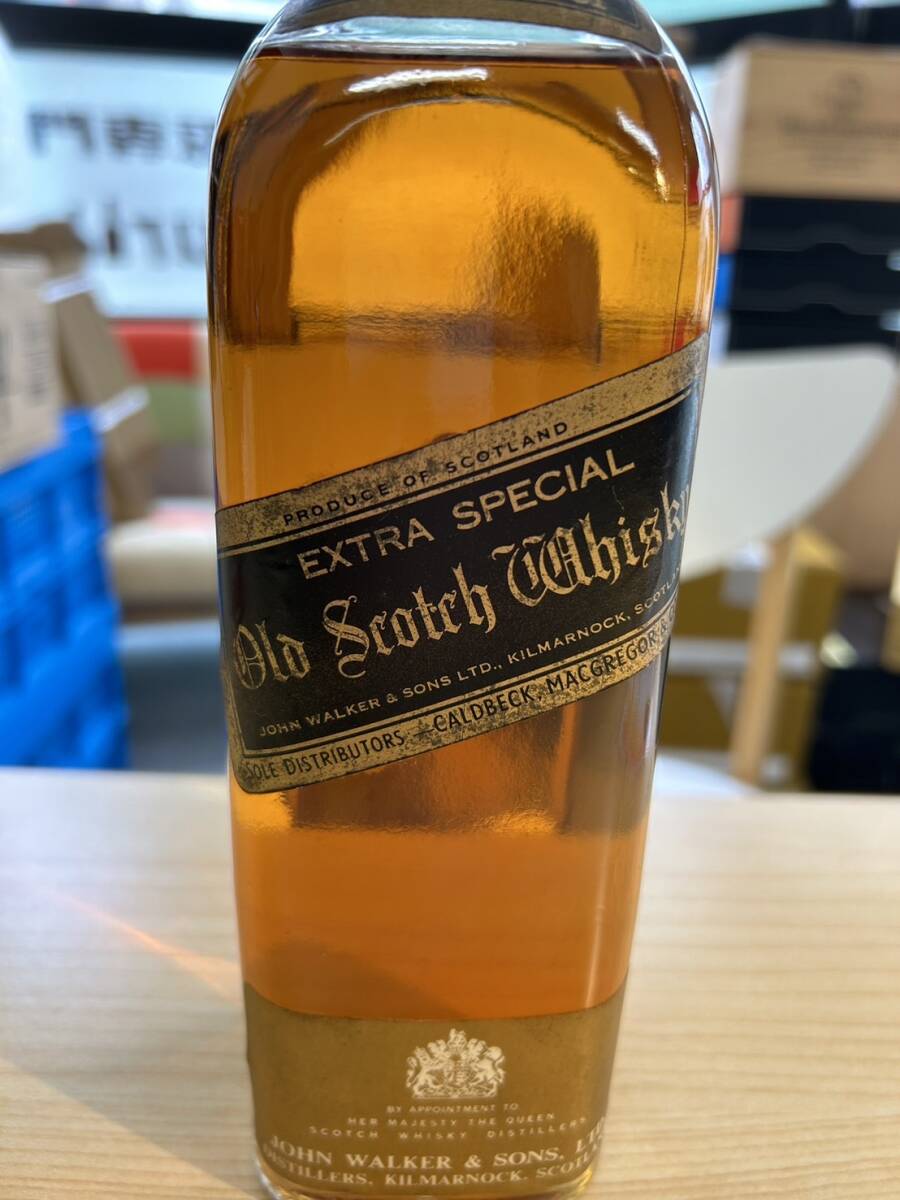 PRODUCE OF SCOTLAND
EXTRA SPECIAL
Old Scotch Whisky
JOHN WALKER & SONS LTD., KILMARNOCK, SCOTLAN
SOLE DISTRIBUTORS - CALDBECK, MACGREGOR &
BY APPOINTMENT TO
HER MAJESTY THE QUEEN
SCOTCH WHISKY DISTILLERS
JOHN WALKER & SONS, LTD
DISTILLERS, KILMARNOCK, SCOTL